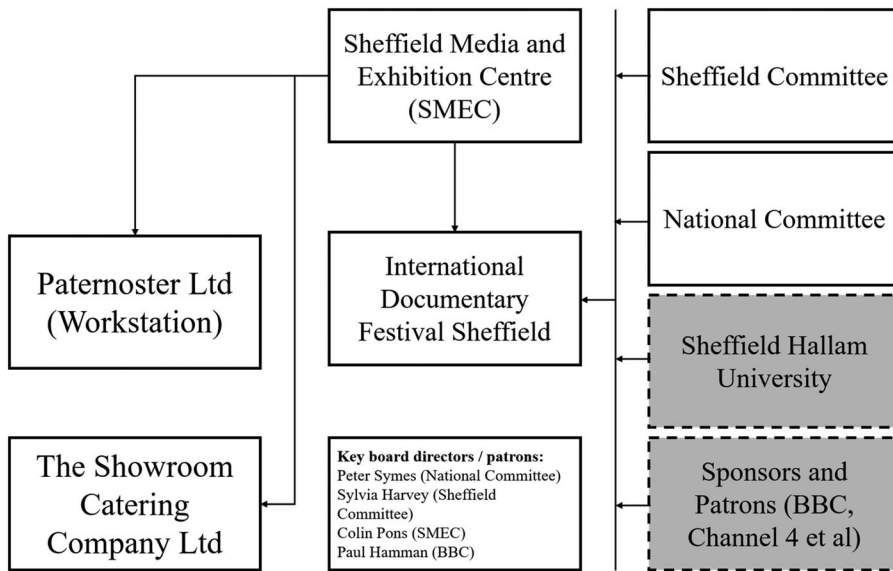 Sheffield Media and
Exhibition Centre
(SMEC)
Sheffield Committee
National Committee
Paternoster Ltd
(Workstation)
International
Documentary
Festival Sheffield
Sheffield Hallam
University
The Showroom
Catering
Company Ltd
Key board directors / patrons:
Peter Symes (National Committee)
Sylvia Harvey (Sheffield
Committee)
Colin Pons (SMEC)
Paul Hamman (BBC)
Sponsors and
Patrons (BBC,
Channel 4 et al)